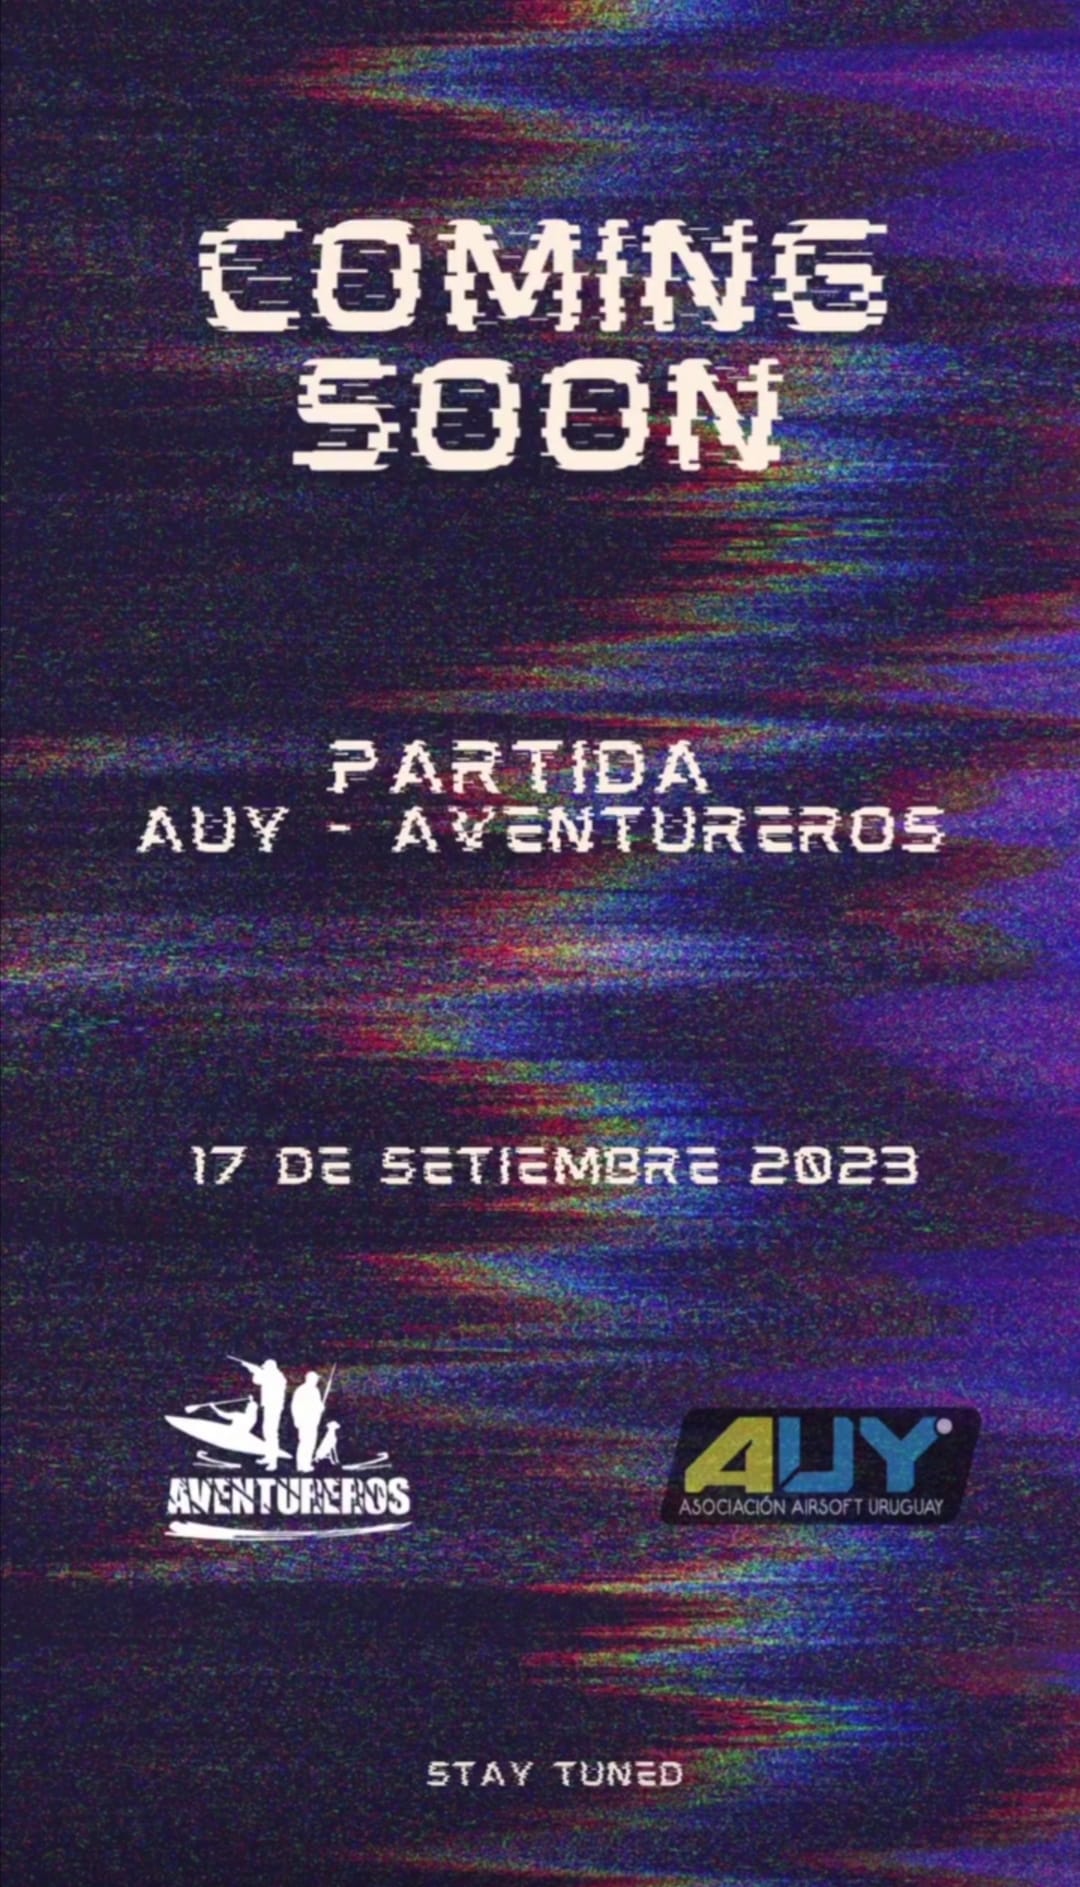 COMING
SOON
PARTIDA
AUY - AVENTUREROS
17 DE SETIEMBRE 2023
AVENTUREROS
AUY
ASOCIACIÓN AIRSOFT URUGUAY
STAY TUNED